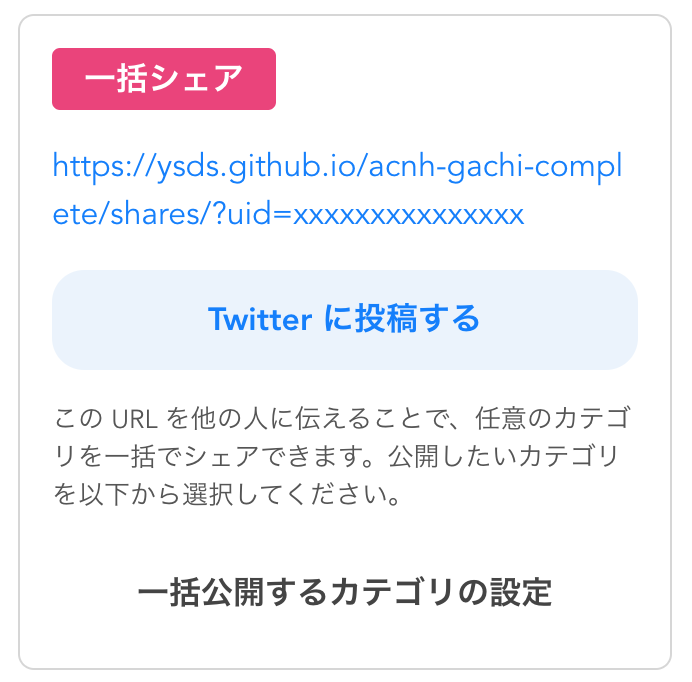 一括シェア
https://ysds.github.io/acnh-gachi-compl
ete/shares/?uid=xxxxxxxxxxxxxxx
Twitter に投稿する
この URL を他の人に伝えることで、任意のカテゴ
リを一括でシェアできます。公開したいカテゴリ
を以下から選択してください。
一括公開するカテゴリの設定